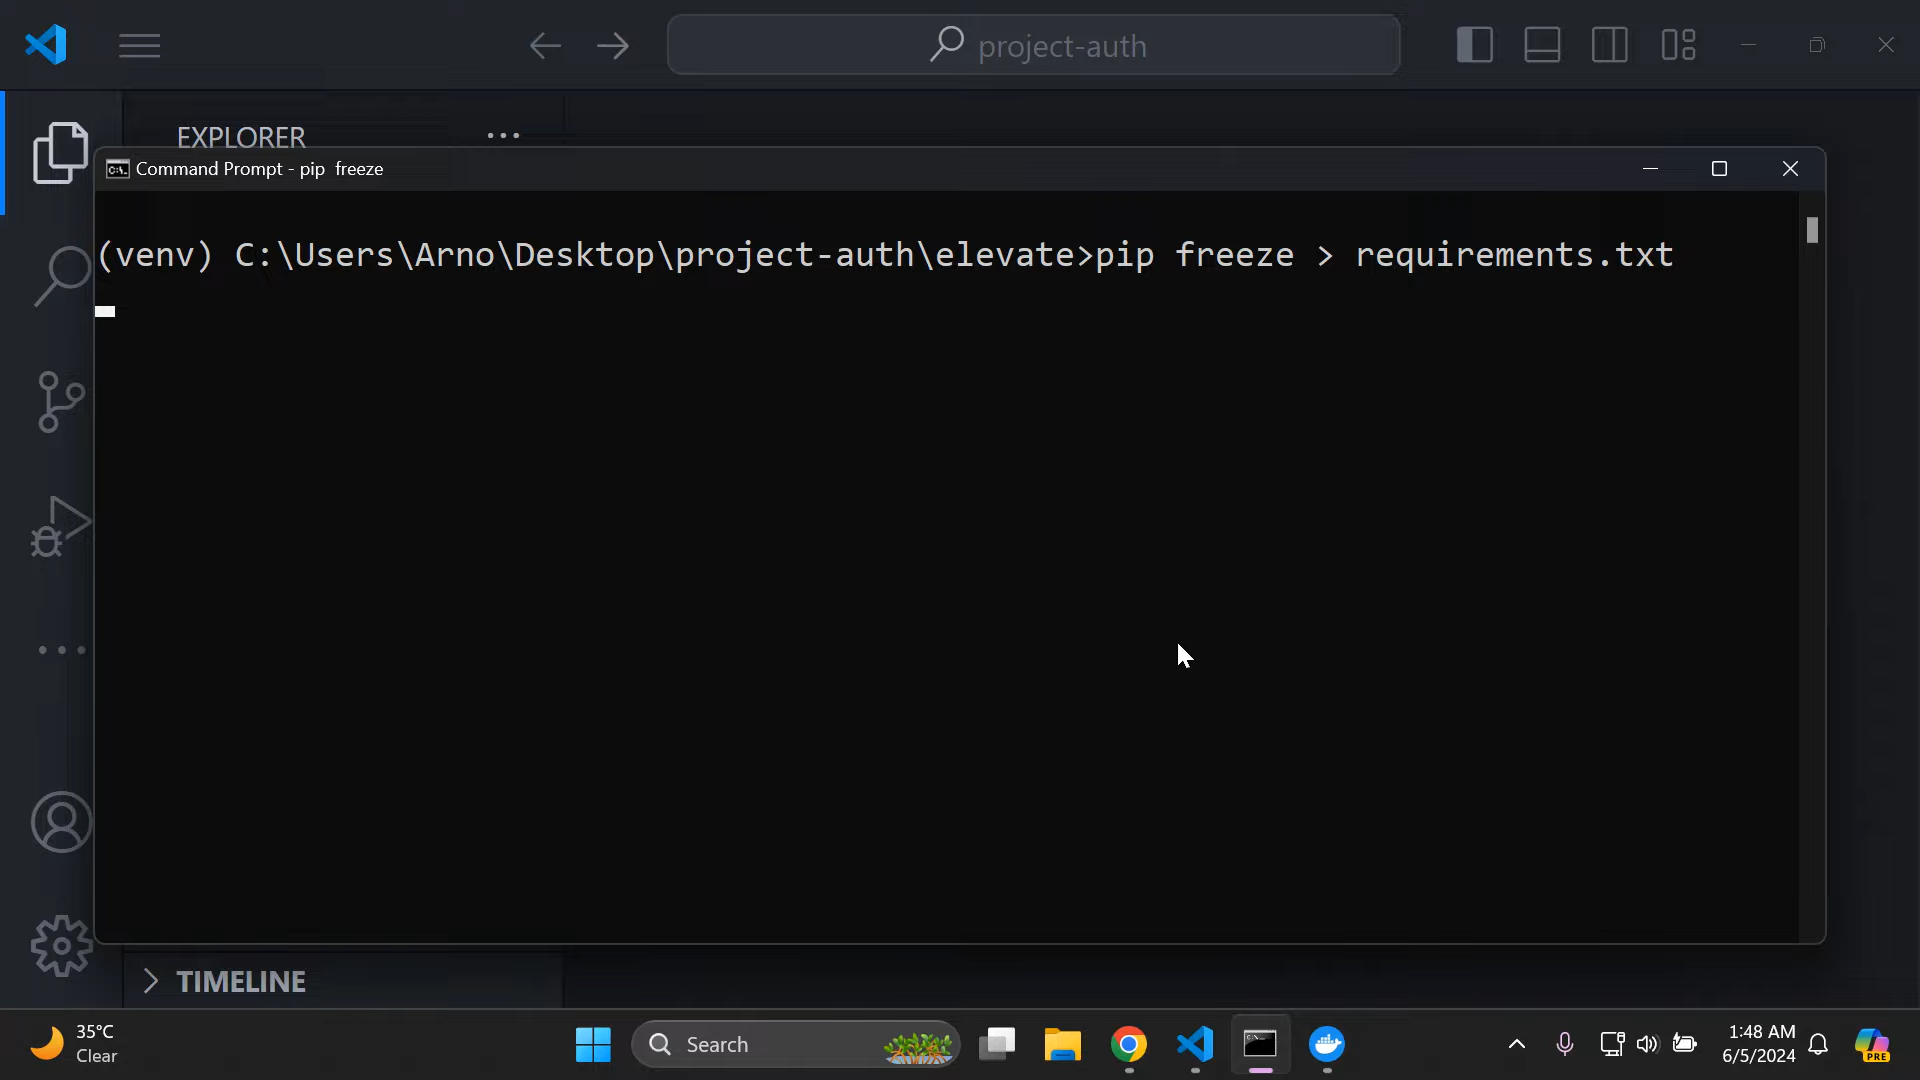 project-auth
EXPLORER
Command Prompt - pip  freeze
(venv) C:\Users\Arno\Desktop\project-auth\elevate>pip freeze > requirements.txt
TIMELINE
35°C
Clear
Search
1:48 AM
6/5/2024
PRE